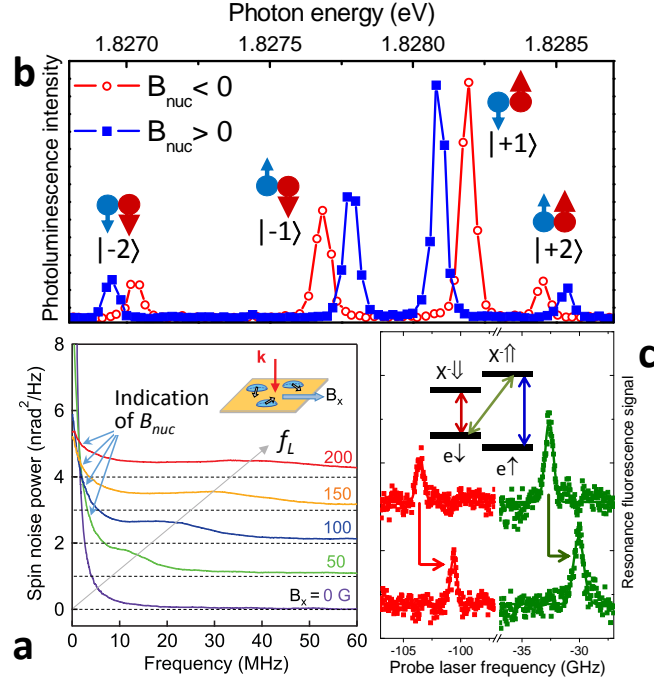 Photon energy (eV)
1.8270 1.8275 1.8280 1.8285
b
Photoluminescence intensity
B_nuc < 0
B_nuc > 0
|-2⟩
|-1⟩
|+1⟩
|+2⟩
Spin noise power (nrad²/Hz)
8
6
4
2
0
Indication
of B_nuc
k
B_x
f_L
200
150
100
50
B_x = 0 G
0 10 20 30 40 50 60
Frequency (MHz)
a
c
X-⇓ X-⇑
e↓ e↑
Resonance fluorescence signal
-105 -100 -35 -30
Probe laser frequency (GHz)